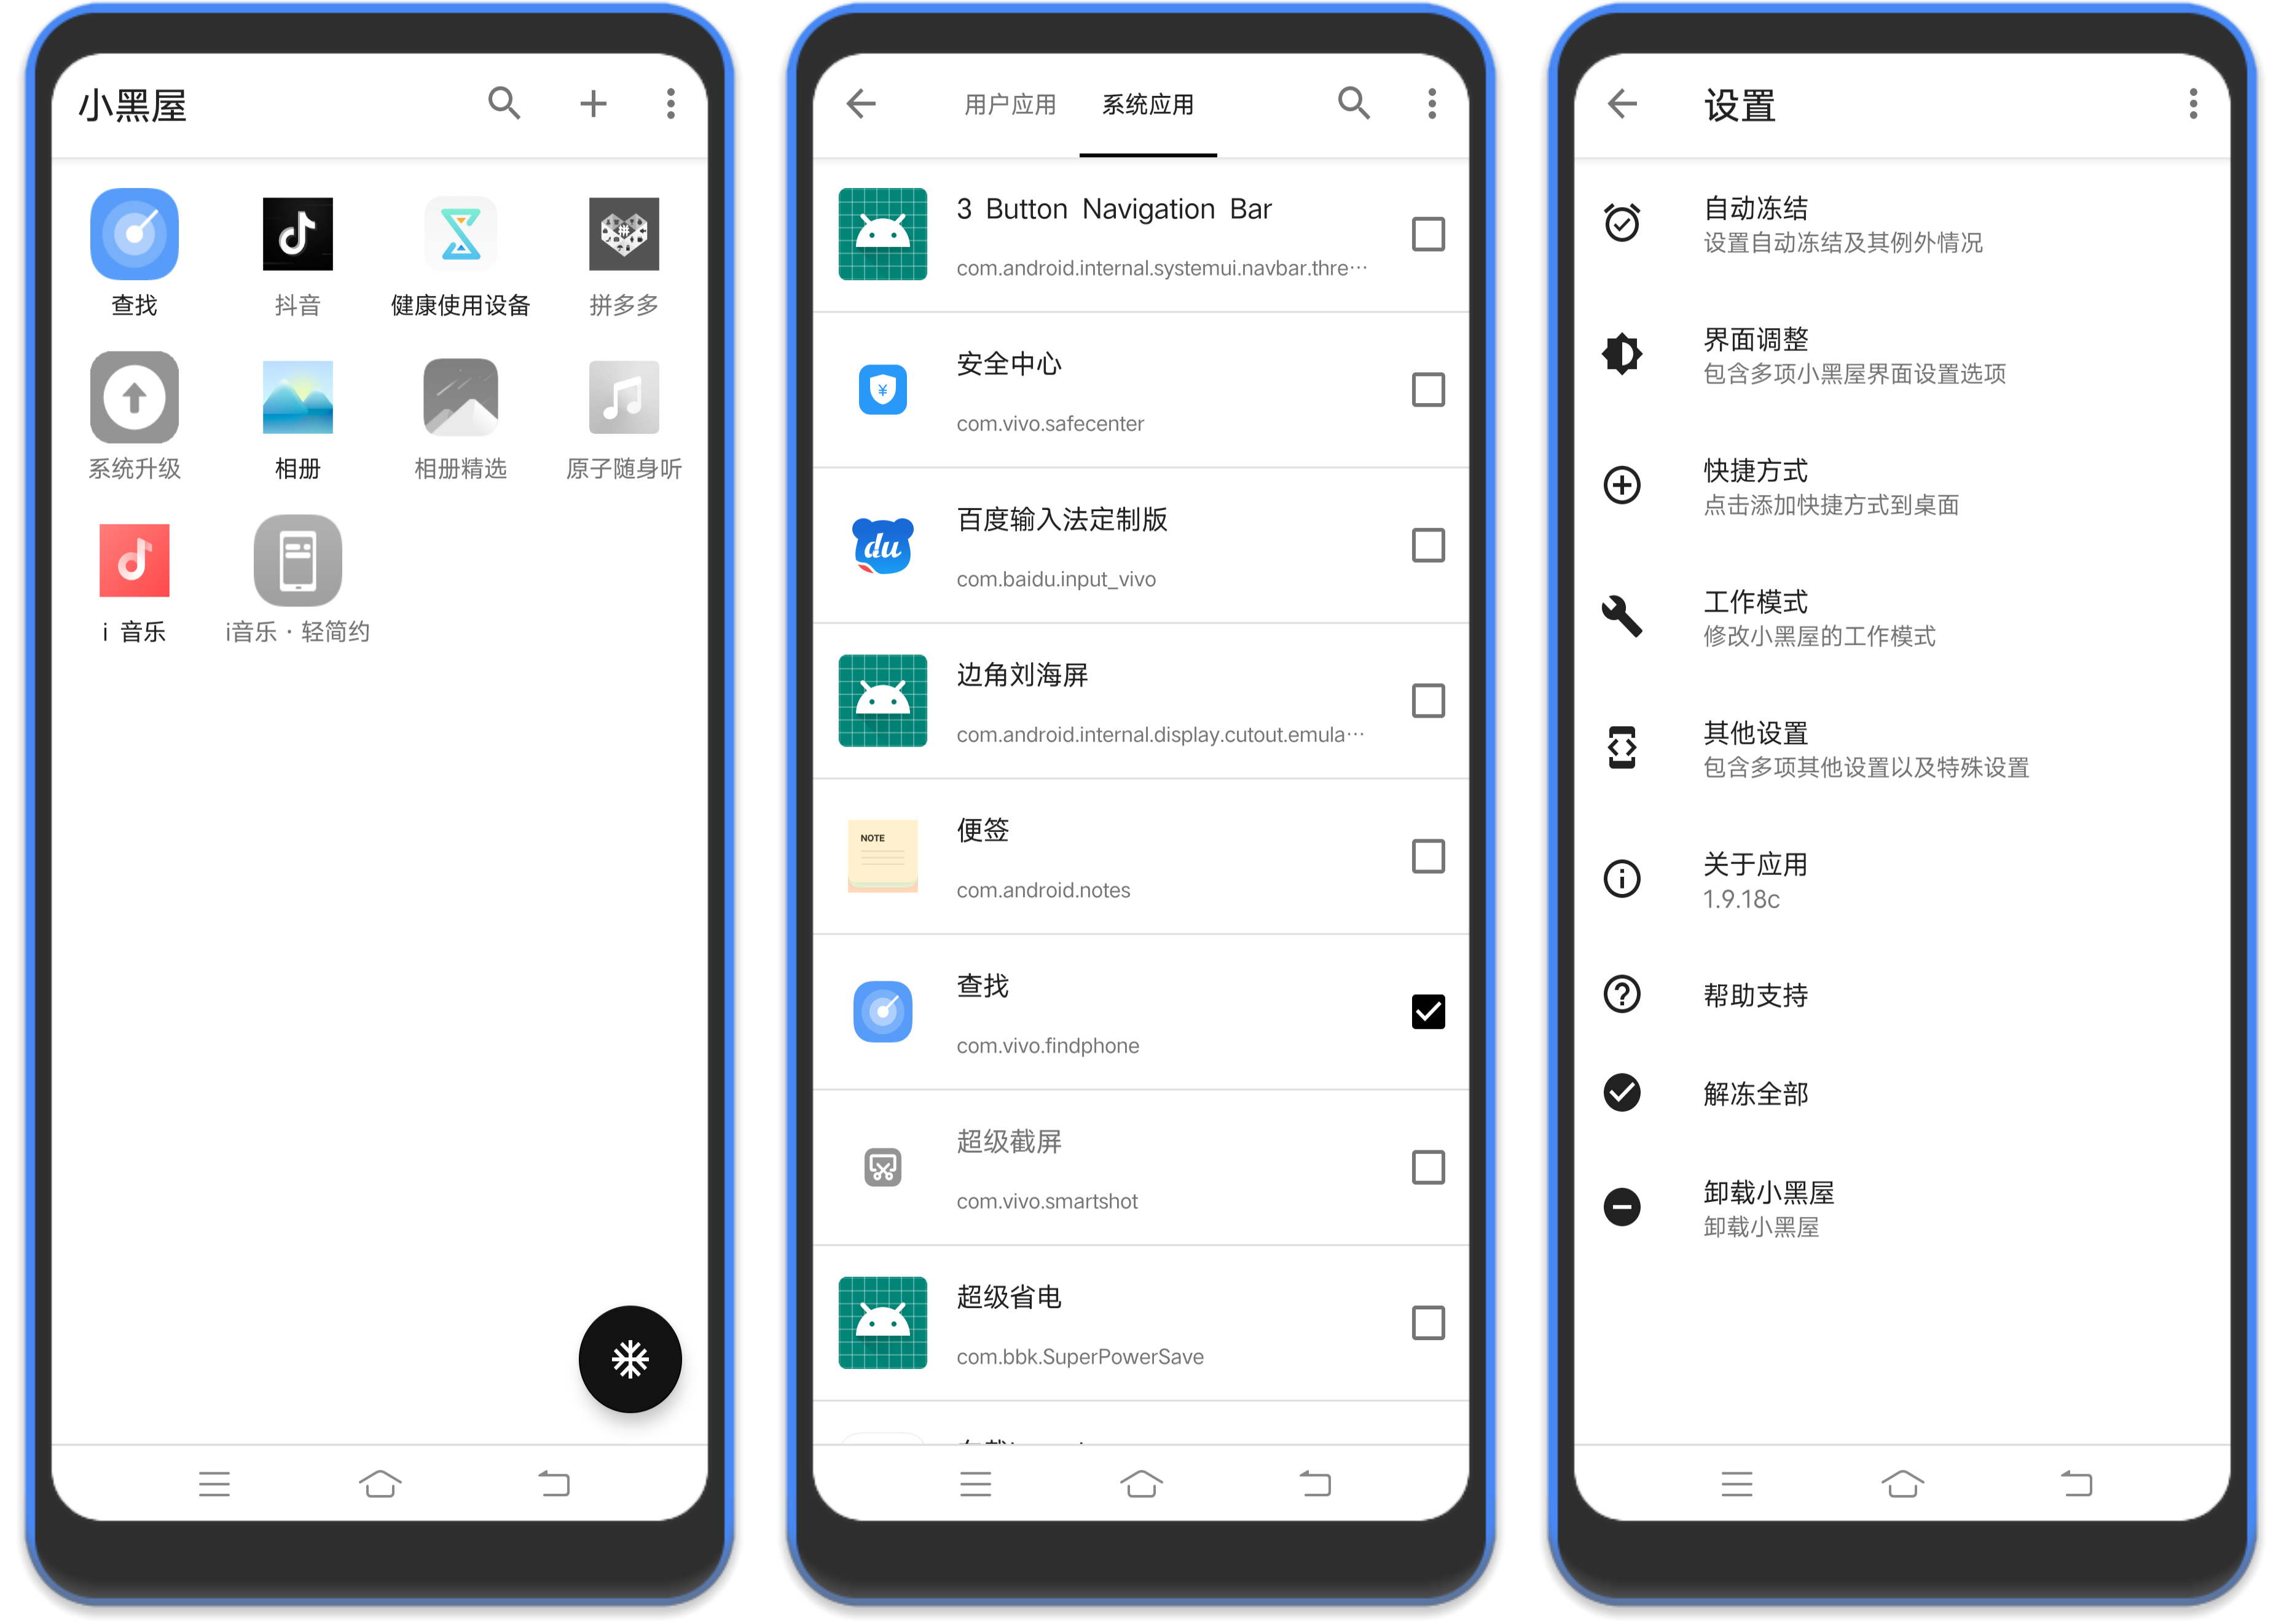 小黑屋
查找
抖音
健康使用设备
拼多多
系统升级
相册
相册精选
原子随身听
i 音乐
i音乐·轻简约
用户应用
系统应用
3 Button Navigation Bar
com.android.internal.systemui.navbar.thre…
¥
安全中心
com.vivo.safecenter
du
百度输入法定制版
com.baidu.input_vivo
边角刘海屏
com.android.internal.display.cutout.emula…
NOTE
便签
com.android.notes
查找
com.vivo.findphone
超级截屏
com.vivo.smartshot
超级省电
com.bbk.SuperPowerSave
设置
自动冻结
设置自动冻结及其例外情况
界面调整
包含多项小黑屋界面设置选项
快捷方式
点击添加快捷方式到桌面
工作模式
修改小黑屋的工作模式
其他设置
包含多项其他设置以及特殊设置
关于应用
1.9.18c
帮助支持
解冻全部
卸载小黑屋
卸载小黑屋